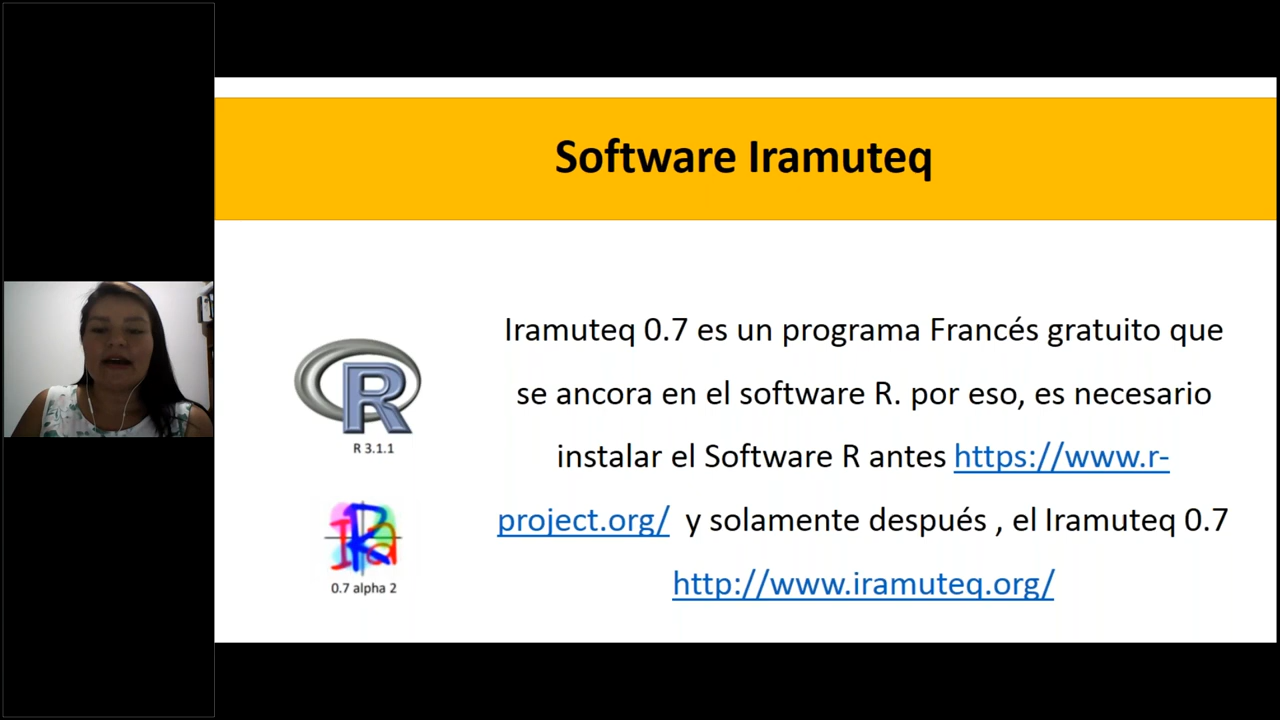 Software Iramuteq
Iramuteq 0.7 es un programa Francés gratuito que
se ancora en el software R. por eso, es necesario
instalar el Software R antes https://www.r-
project.org/ y solamente después , el Iramuteq 0.7
http://www.iramuteq.org/
R
R 3.1.1
IRa
0.7 alpha 2